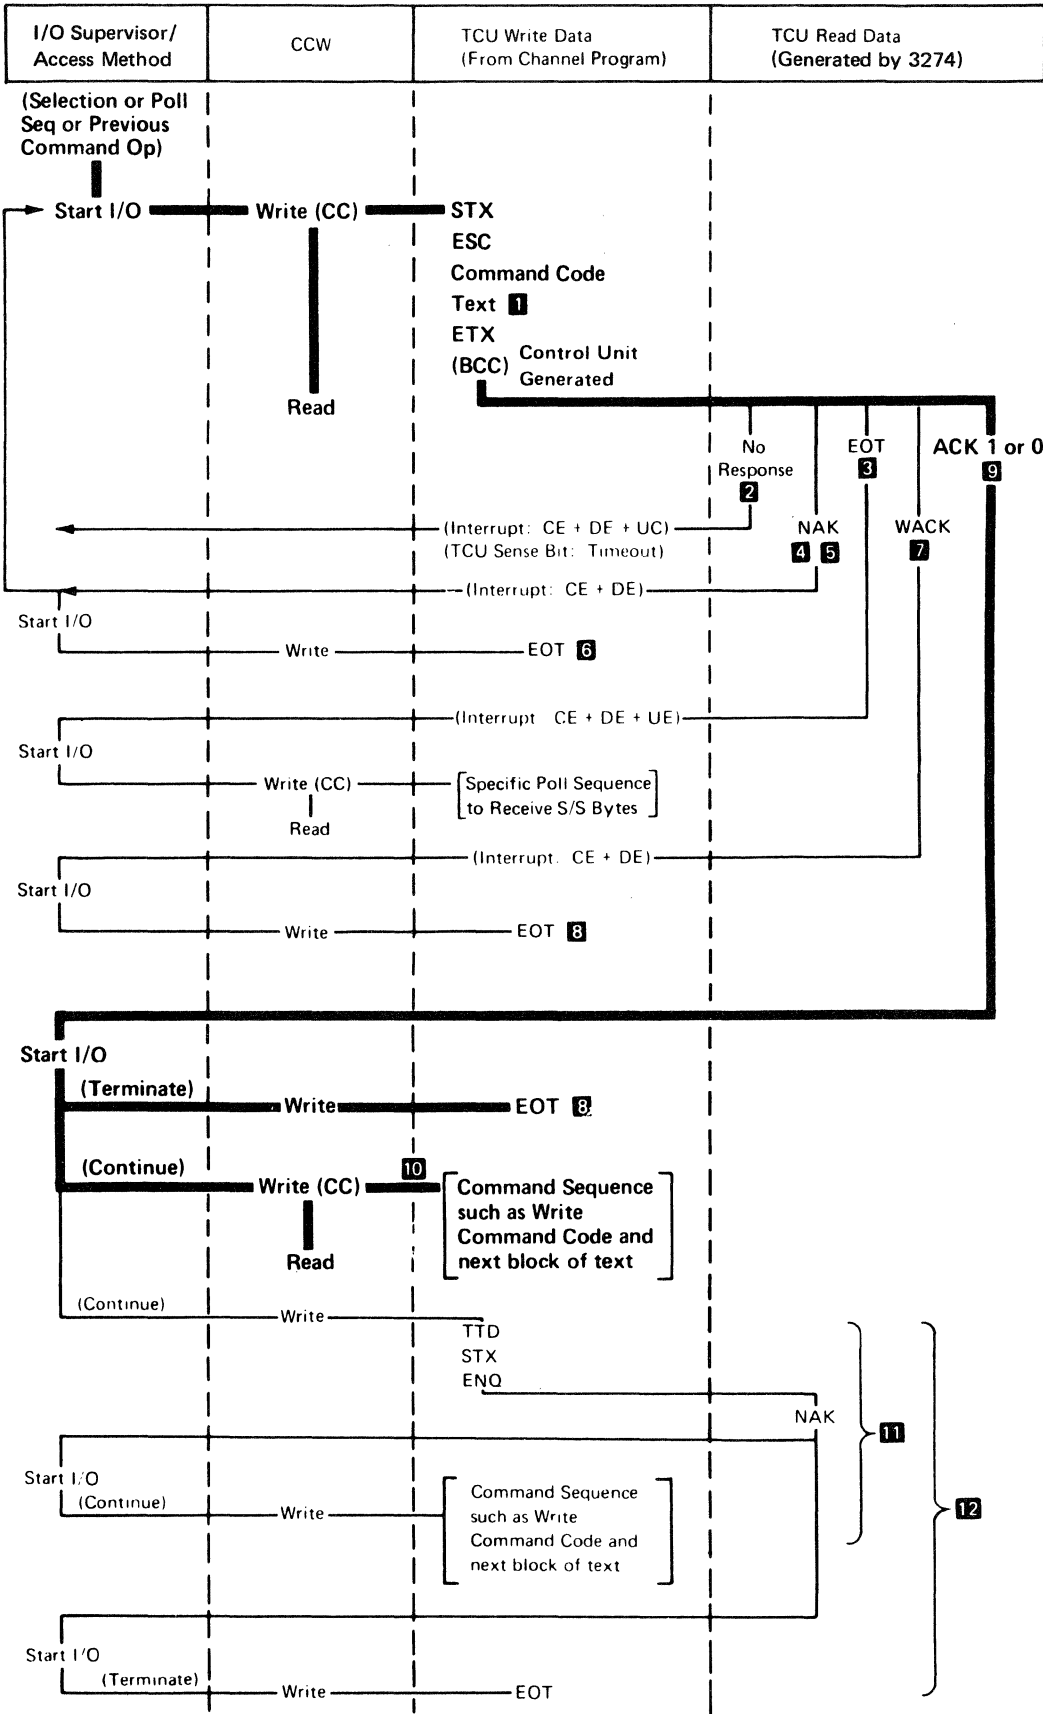 I/O Supervisor/
Access Method
CCW
TCU Write Data
(From Channel Program)
TCU Read Data
(Generated by 3274)
(Selection or Poll
Seq or Previous
Command Op)
Start I/O
Write (CC)
STX
ESC
Command Code
Text 1
ETX
(BCC) Control Unit
Generated
Read
No
Response
2
EOT
3
ACK 1 or 0
9
(Interrupt: CE + DE + UC)
(TCU Sense Bit: Timeout)
NAK
4 5
WACK
7
(Interrupt: CE + DE)
Start I/O
Write
EOT 6
(Interrupt CE + DE + UE)
Start I/O
Write (CC)
Read
Specific Poll Sequence
to Receive S/S Bytes
(Interrupt. CE + DE)
Start I/O
Write
EOT 8
Start I/O
(Terminate)
Write
EOT 8
(Continue)
Write (CC)
10
Read
Command Sequence
such as Write
Command Code and
next block of text
(Continue)
Write
TTD
STX
ENQ
NAK
11
Start I/O
(Continue)
Write
Command Sequence
such as Write
Command Code and
next block of text
12
Start I/O
(Terminate)
Write
EOT